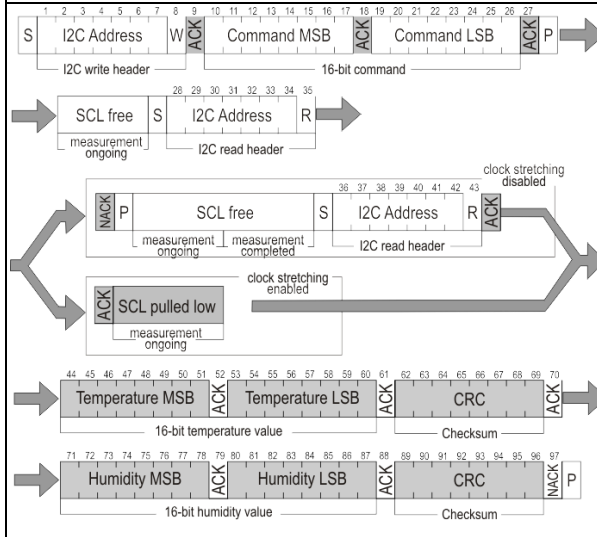 1 2 3 4 5 6 7 8 9 10 11 12 13 14 15 16 17 18 19 20 21 22 23 24 25 26 27
S I2C Address W ACK Command MSB ACK Command LSB ACK P
I2C write header 16-bit command
28 29 30 31 32 33 34 35
SCL free S I2C Address R
measurement ongoing I2C read header
clock stretching
disabled
36 37 38 39 40 41 42 43
NACK P SCL free S I2C Address R ACK
measurement measurement
ongoing completed I2C read header
clock stretching
enabled
ACK SCL pulled low
measurement
ongoing
44 45 46 47 48 49 50 51 52 53 54 55 56 57 58 59 60 61 62 63 64 65 66 67 68 69 70
Temperature MSB ACK Temperature LSB ACK CRC ACK
16-bit temperature value Checksum
71 72 73 74 75 76 77 78 79 80 81 82 83 84 85 86 87 88 89 90 91 92 93 94 95 96 97
Humidity MSB ACK Humidity LSB ACK CRC NACK P
16-bit humidity value Checksum